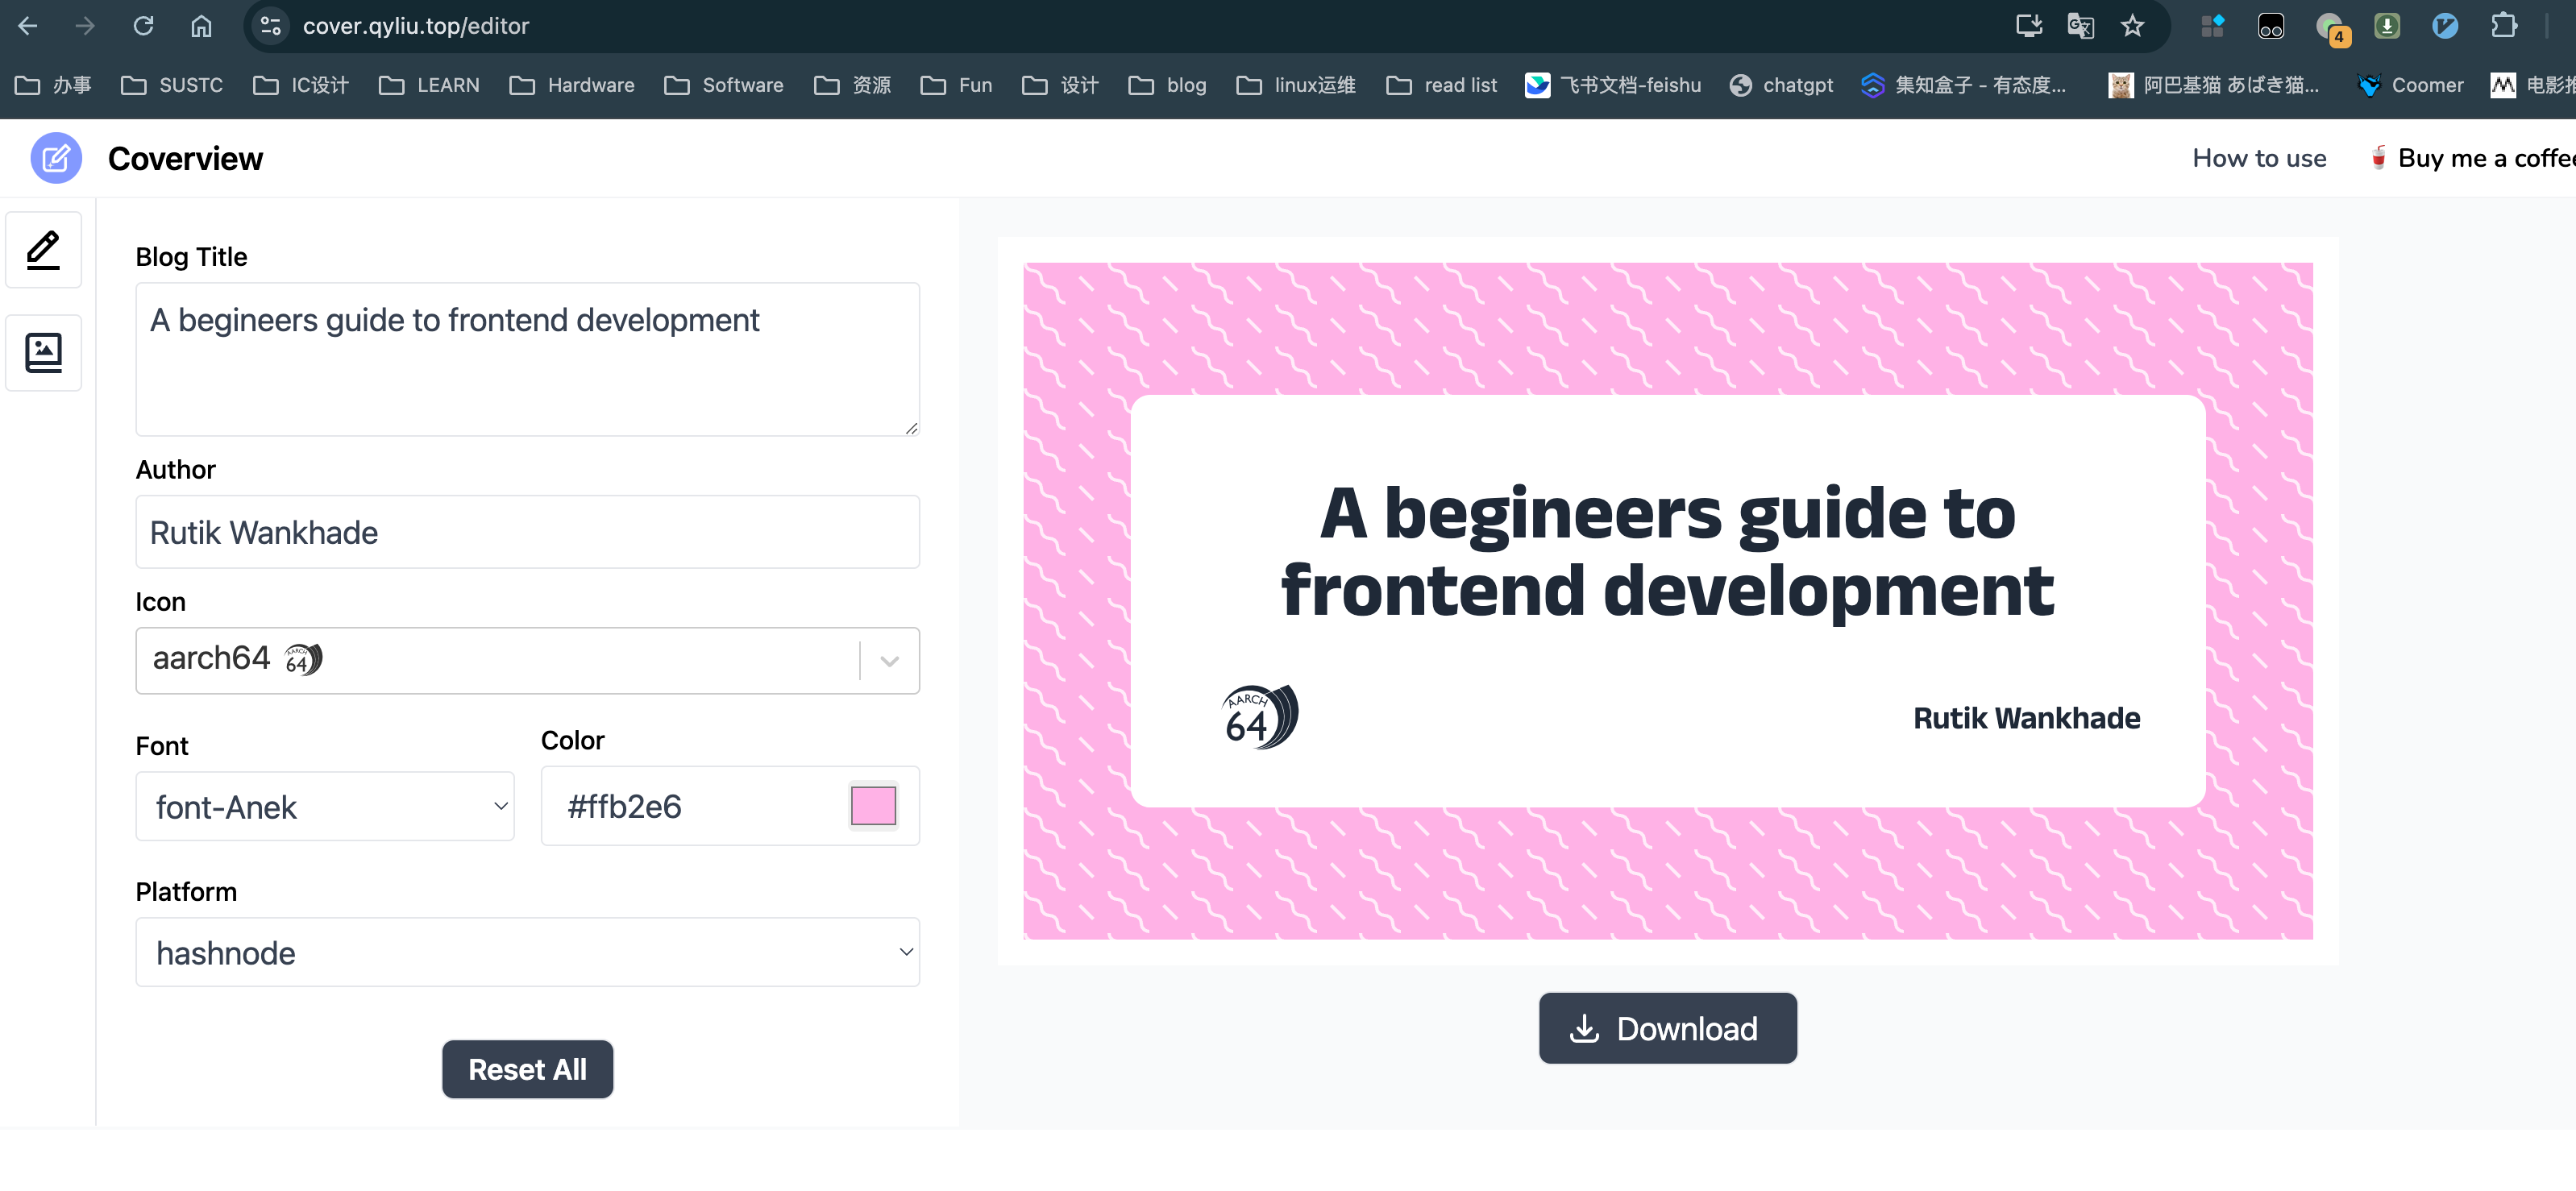 cover.qyliu.top/editor
4
办事 SUSTC IC设计 LEARN Hardware Software 资源 Fun 设计 blog linux运维 read list 飞书文档-feishu chatgpt 集知盒子 - 有态度... 阿巴基猫 あばき猫... Coomer 电影
Coverview
How to use
Buy me a coffee
Blog Title
A begineers guide to frontend development
Author
Rutik Wankhade
Icon
aarch64 AARCH 64
Font
Color
font-Anek
#ffb2e6
Platform
hashnode
Reset All
A begineers guide to
frontend development
AARCH
64
Rutik Wankhade
Download